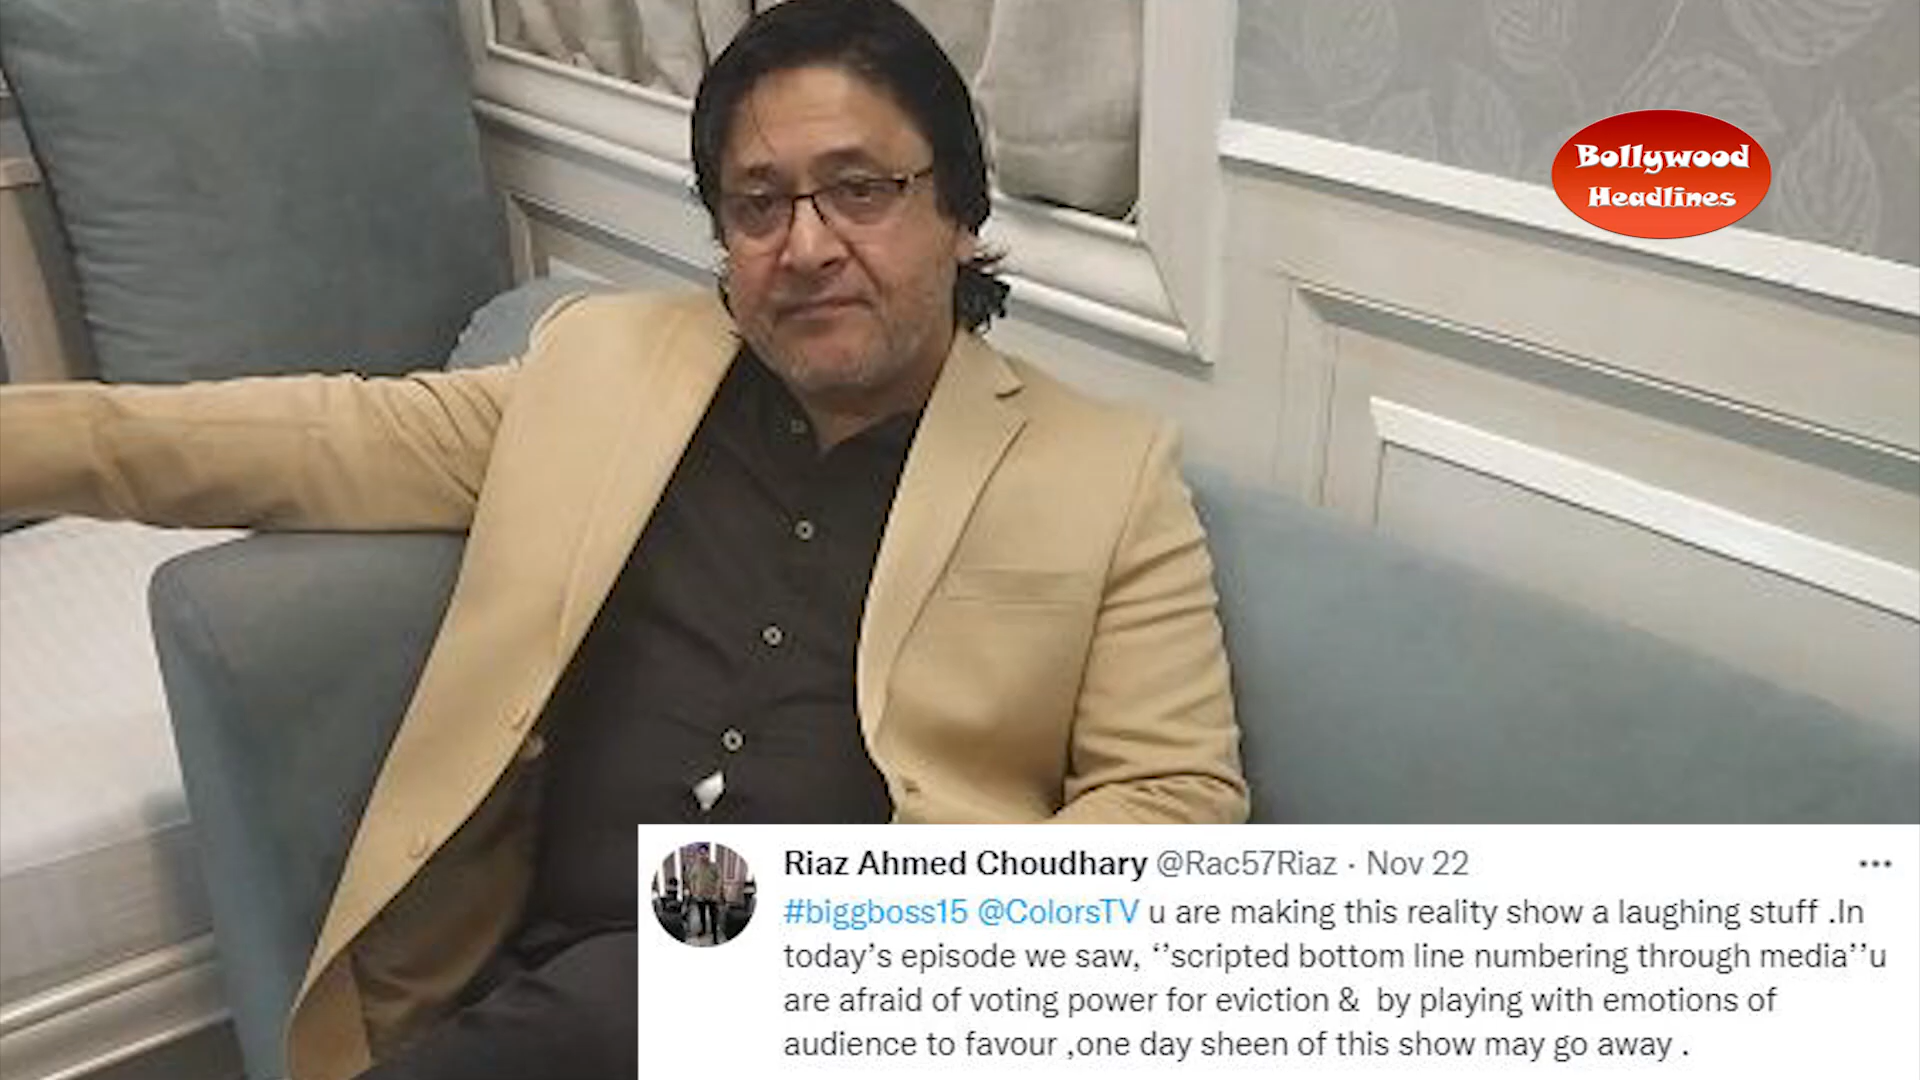 Bollywood
Headlines
Riaz Ahmed Choudhary @Rac57Riaz · Nov 22
#biggboss15 @ColorsTV u are making this reality show a laughing stuff .In
today’s episode we saw, ‘’scripted bottom line numbering through media’’u
are afraid of voting power for eviction &  by playing with emotions of
audience to favour ,one day sheen of this show may go away .